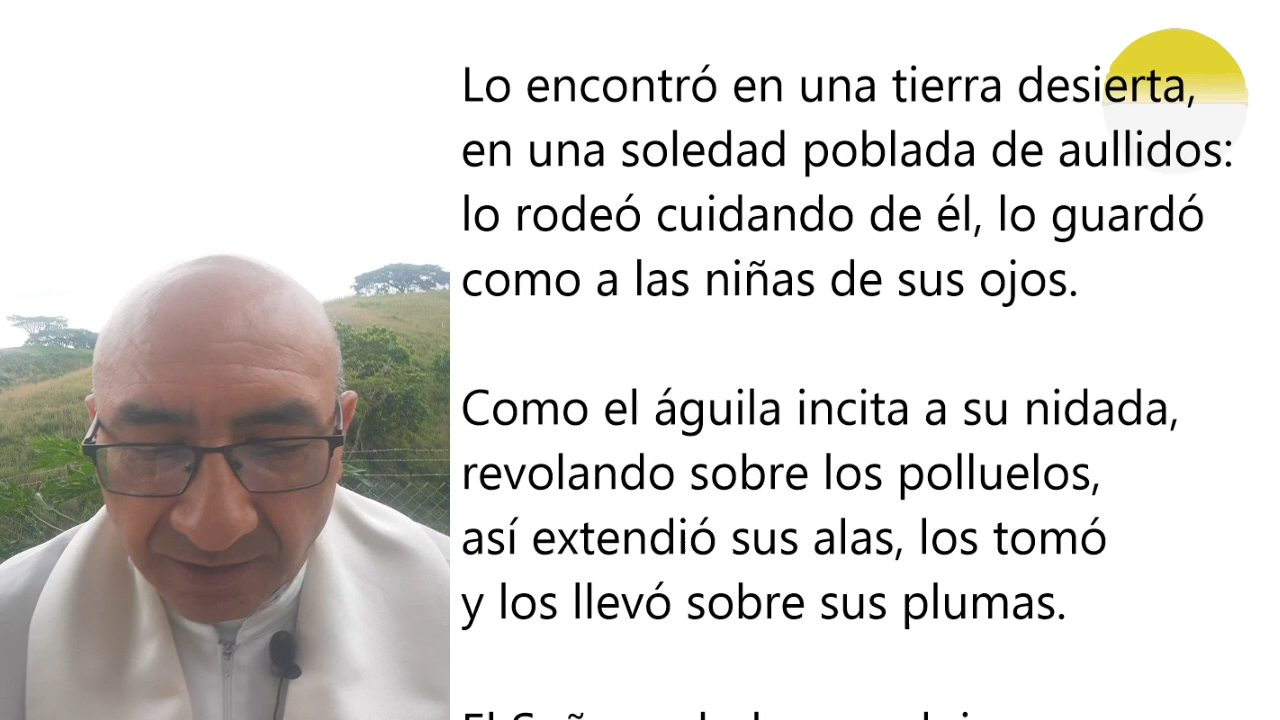 Lo encontró en una tierra desierta,
en una soledad poblada de aullidos:
lo rodeó cuidando de él, lo guardó
como a las niñas de sus ojos.
Como el águila incita a su nidada,
revolando sobre los polluelos,
así extendió sus alas, los tomó
y los llevó sobre sus plumas.